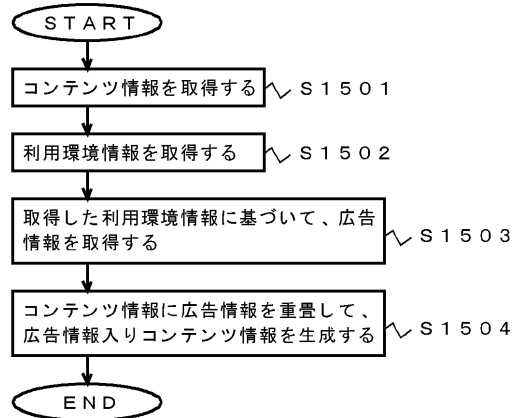 START
コンテンツ情報を取得する
S1501
利用環境情報を取得する
S1502
取得した利用環境情報に基づいて、広告
情報を取得する
S1503
コンテンツ情報に広告情報を重畳して、
広告情報入りコンテンツ情報を生成する
S1504
END